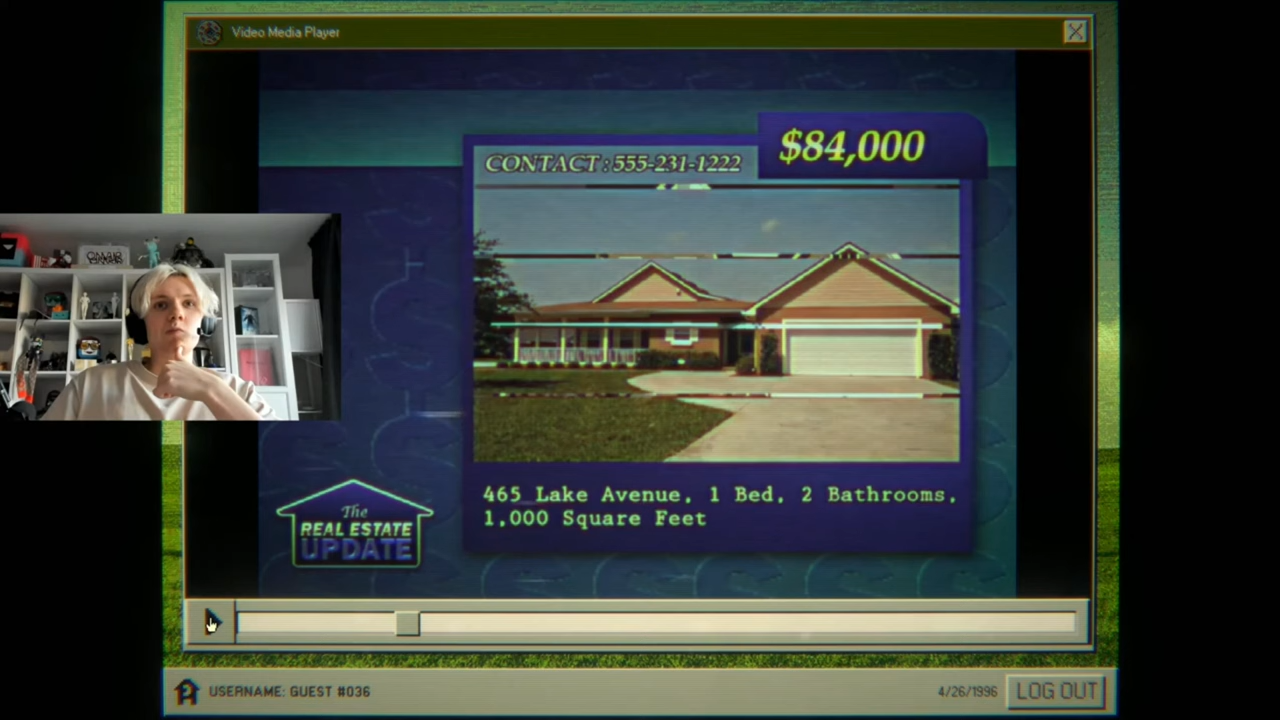 Video Media Player
$84,000
CONTACT : 555-231-1222
The
REAL ESTATE
UPDATE
465 Lake Avenue, 1 Bed, 2 Bathrooms,
1,000 Square Feet
USERNAME: GUEST #036
4/26/1996
LOG OUT